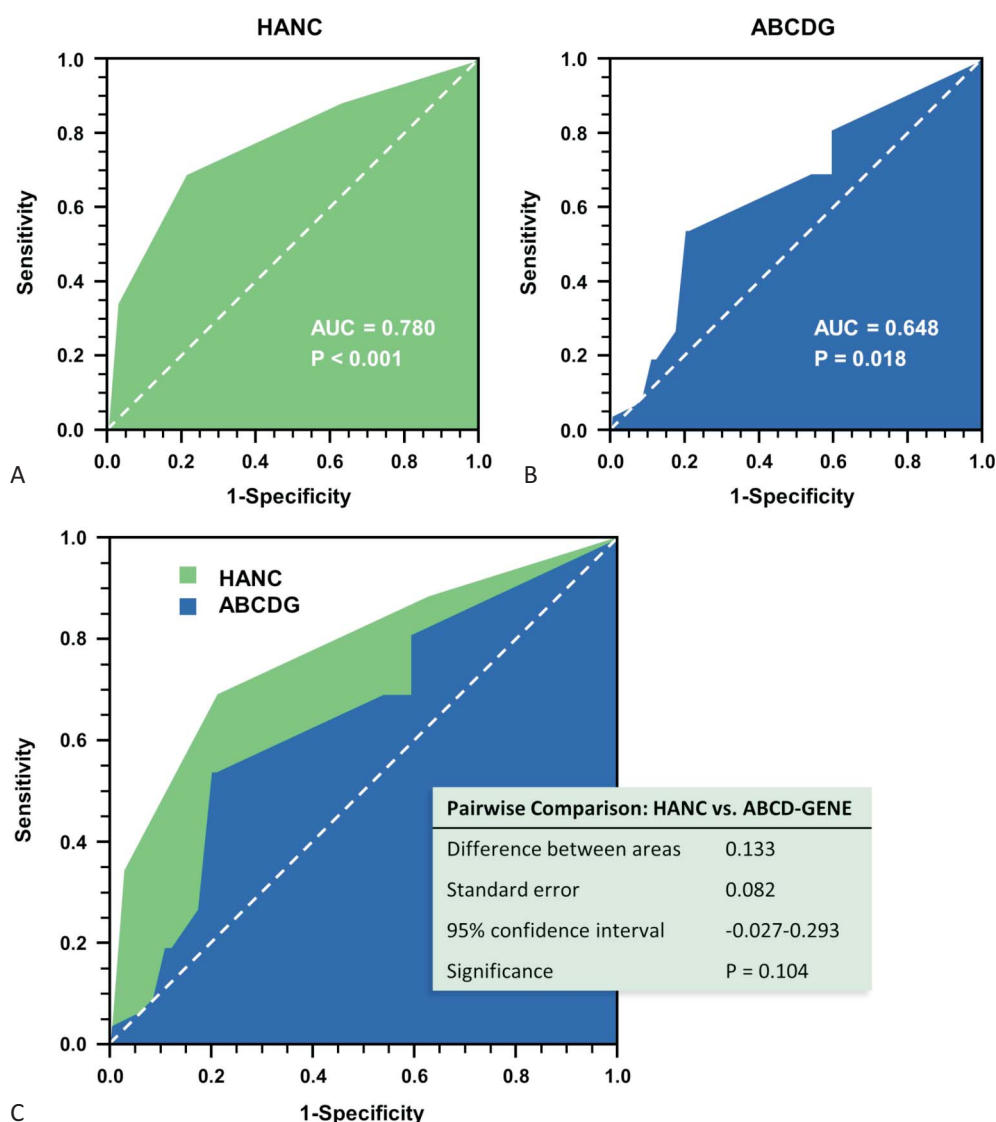 HANC
1.0
0.8
0.6
0.4
0.2
0.0
Sensitivity
AUC = 0.780
P < 0.001
0.0 0.2 0.4 0.6 0.8 1.0
1-Specificity
A
ABCDG
1.0
0.8
0.6
0.4
0.2
0.0
Sensitivity
AUC = 0.648
P = 0.018
0.0 0.2 0.4 0.6 0.8 1.0
1-Specificity
B
1.0
0.8
0.6
0.4
0.2
0.0
Sensitivity
HANC
ABCDG
Pairwise Comparison: HANC vs. ABCD-GENE
Difference between areas 0.133
Standard error 0.082
95% confidence interval -0.027-0.293
Significance P = 0.104
0.0 0.2 0.4 0.6 0.8 1.0
1-Specificity
C